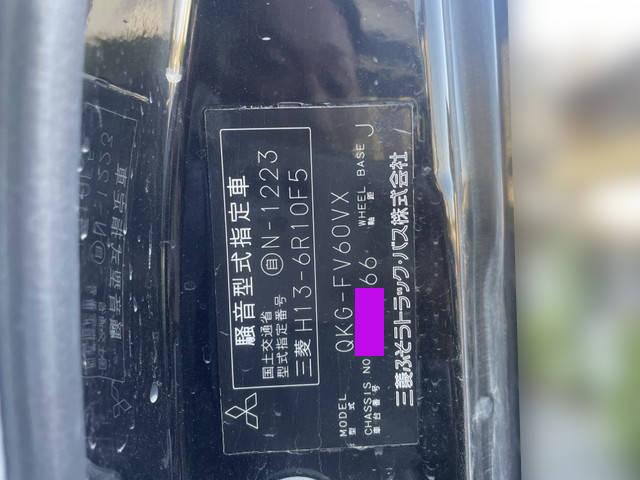 騒音型式指定車
国土交通省
型式指定番号 自N-1223
三菱 H13-6R10F5
MODEL
型式 QKG-FV60VX
CHASSIS NO
車台番号 66
WHEEL BASE
軸距 J
三菱ふそうトラック・バス株式会社